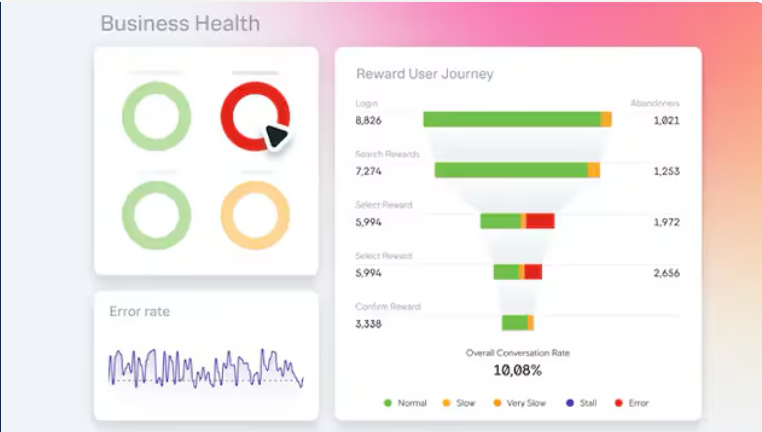 Business Health
Reward User Journey
Login
Abandoners
8,826
1,021
Search Rewards
7,274
1,253
Select Reward
5,994
1,972
Select Reward
5,994
2,656
Confirm Reward
3,338
Error rate
Overall Conversation Rate
10,08%
Normal Slow Very Slow Stall Error